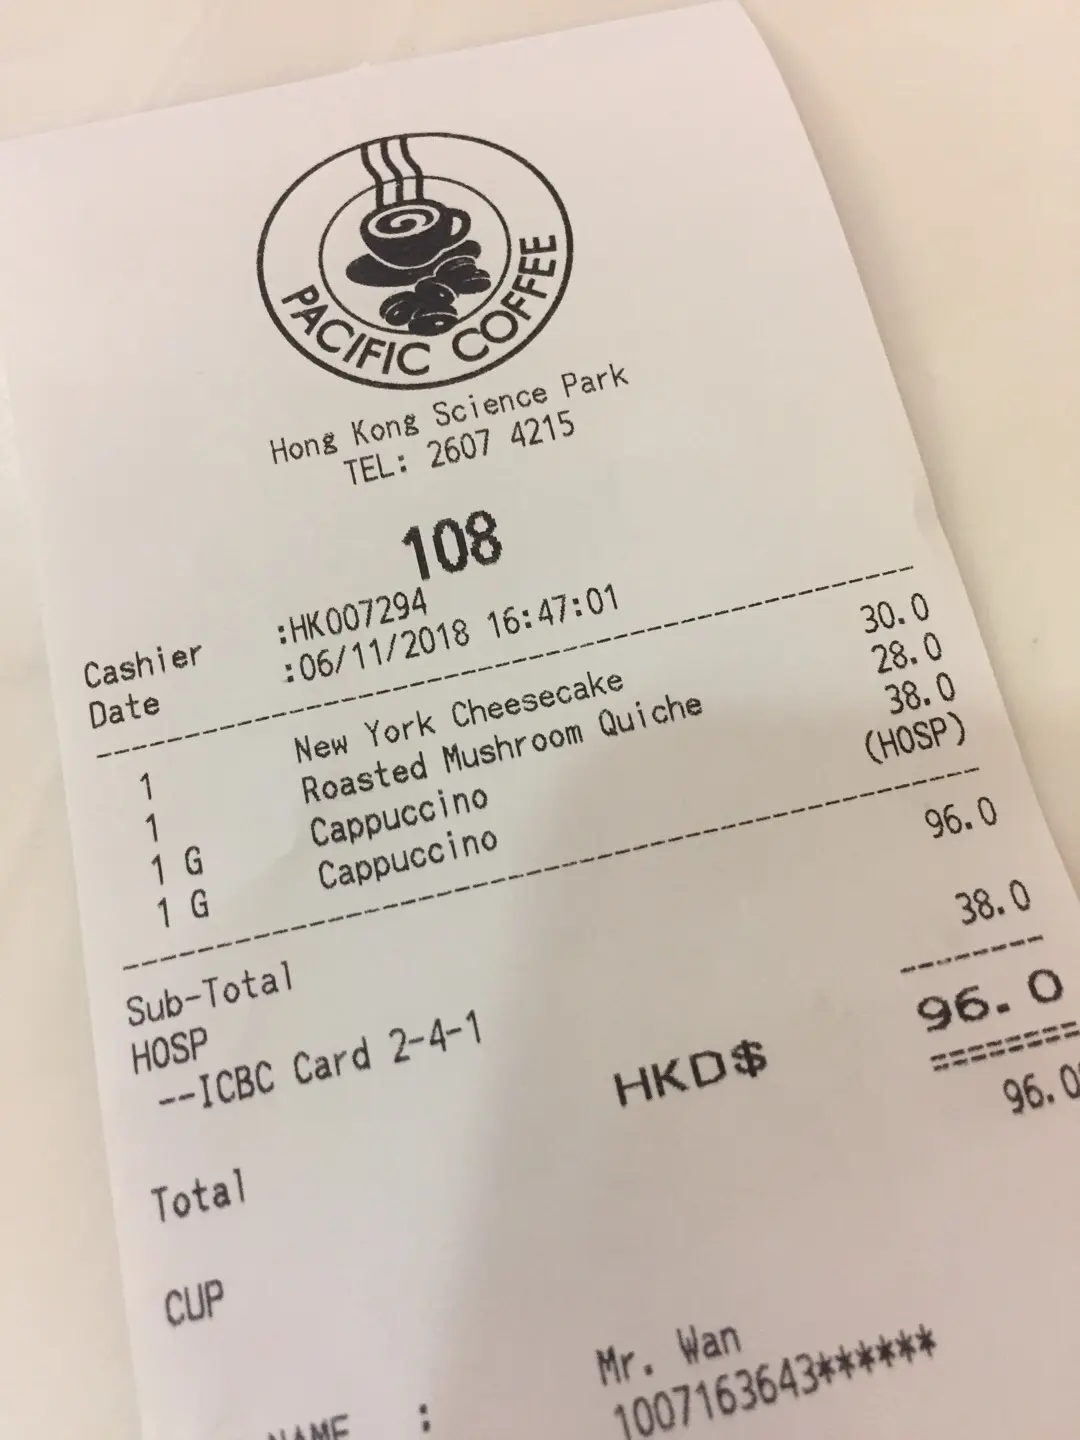 PACIFIC COFFEE
Hong Kong Science Park
TEL: 2607 4215
108
Cashier :HK007294
Date :06/11/2018 16:47:01
1 New York Cheesecake 30.0
1 Roasted Mushroom Quiche 28.0
1 G Cappuccino 38.0
1 G Cappuccino (HOSP)
Sub-Total 96.0
HOSP
--ICBC Card 2-4-1 38.0
Total HKD$ 96.0
CUP 96.0
Mr. Wan
NAME : 1007163643******